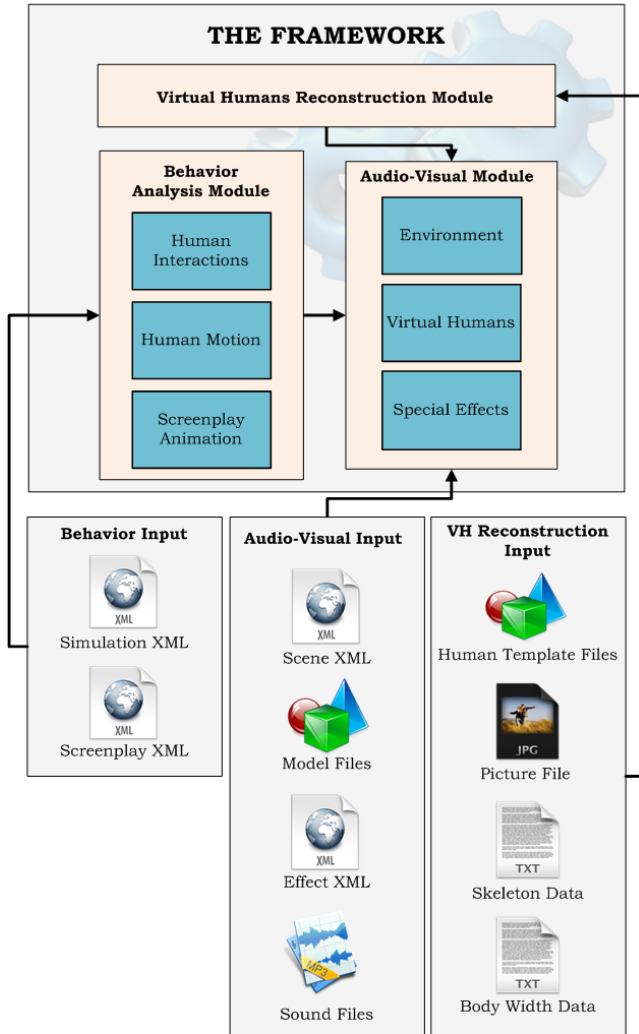 THE FRAMEWORK
Virtual Humans Reconstruction Module
Behavior
Analysis Module
Human
Interactions
Human Motion
Screenplay
Animation
Audio-Visual Module
Environment
Virtual Humans
Special Effects
Behavior Input
XML
Simulation XML
XML
Screenplay XML
Audio-Visual Input
XML
Scene XML
Model Files
XML
Effect XML
MP3
Sound Files
VH Reconstruction
Input
Human Template Files
JPG
Picture File
TXT
Skeleton Data
TXT
Body Width Data